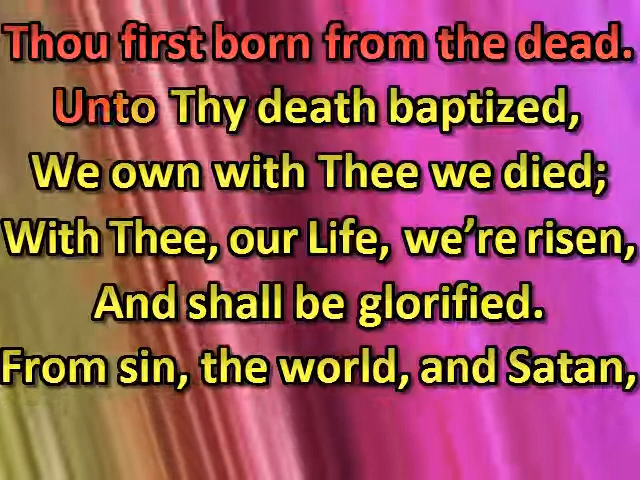 Thou first born from the dead.
Unto Thy death baptized,
We own with Thee we died;
With Thee, our Life, we're risen,
And shall be glorified.
From sin, the world, and Satan,